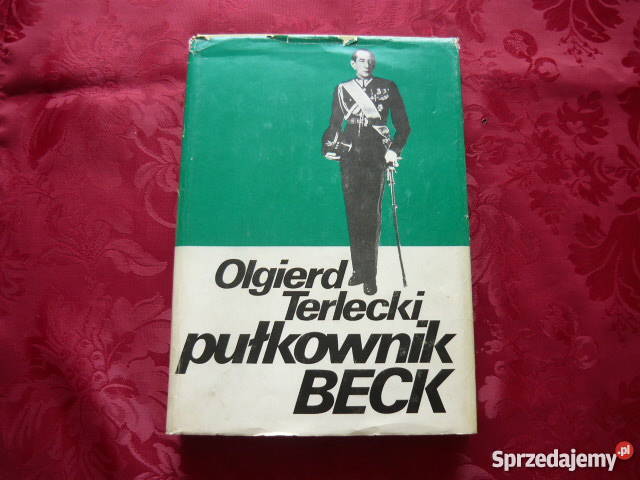 Olgierd
Terlecki
pułkownik
BECK
Sprzedajemy.pl